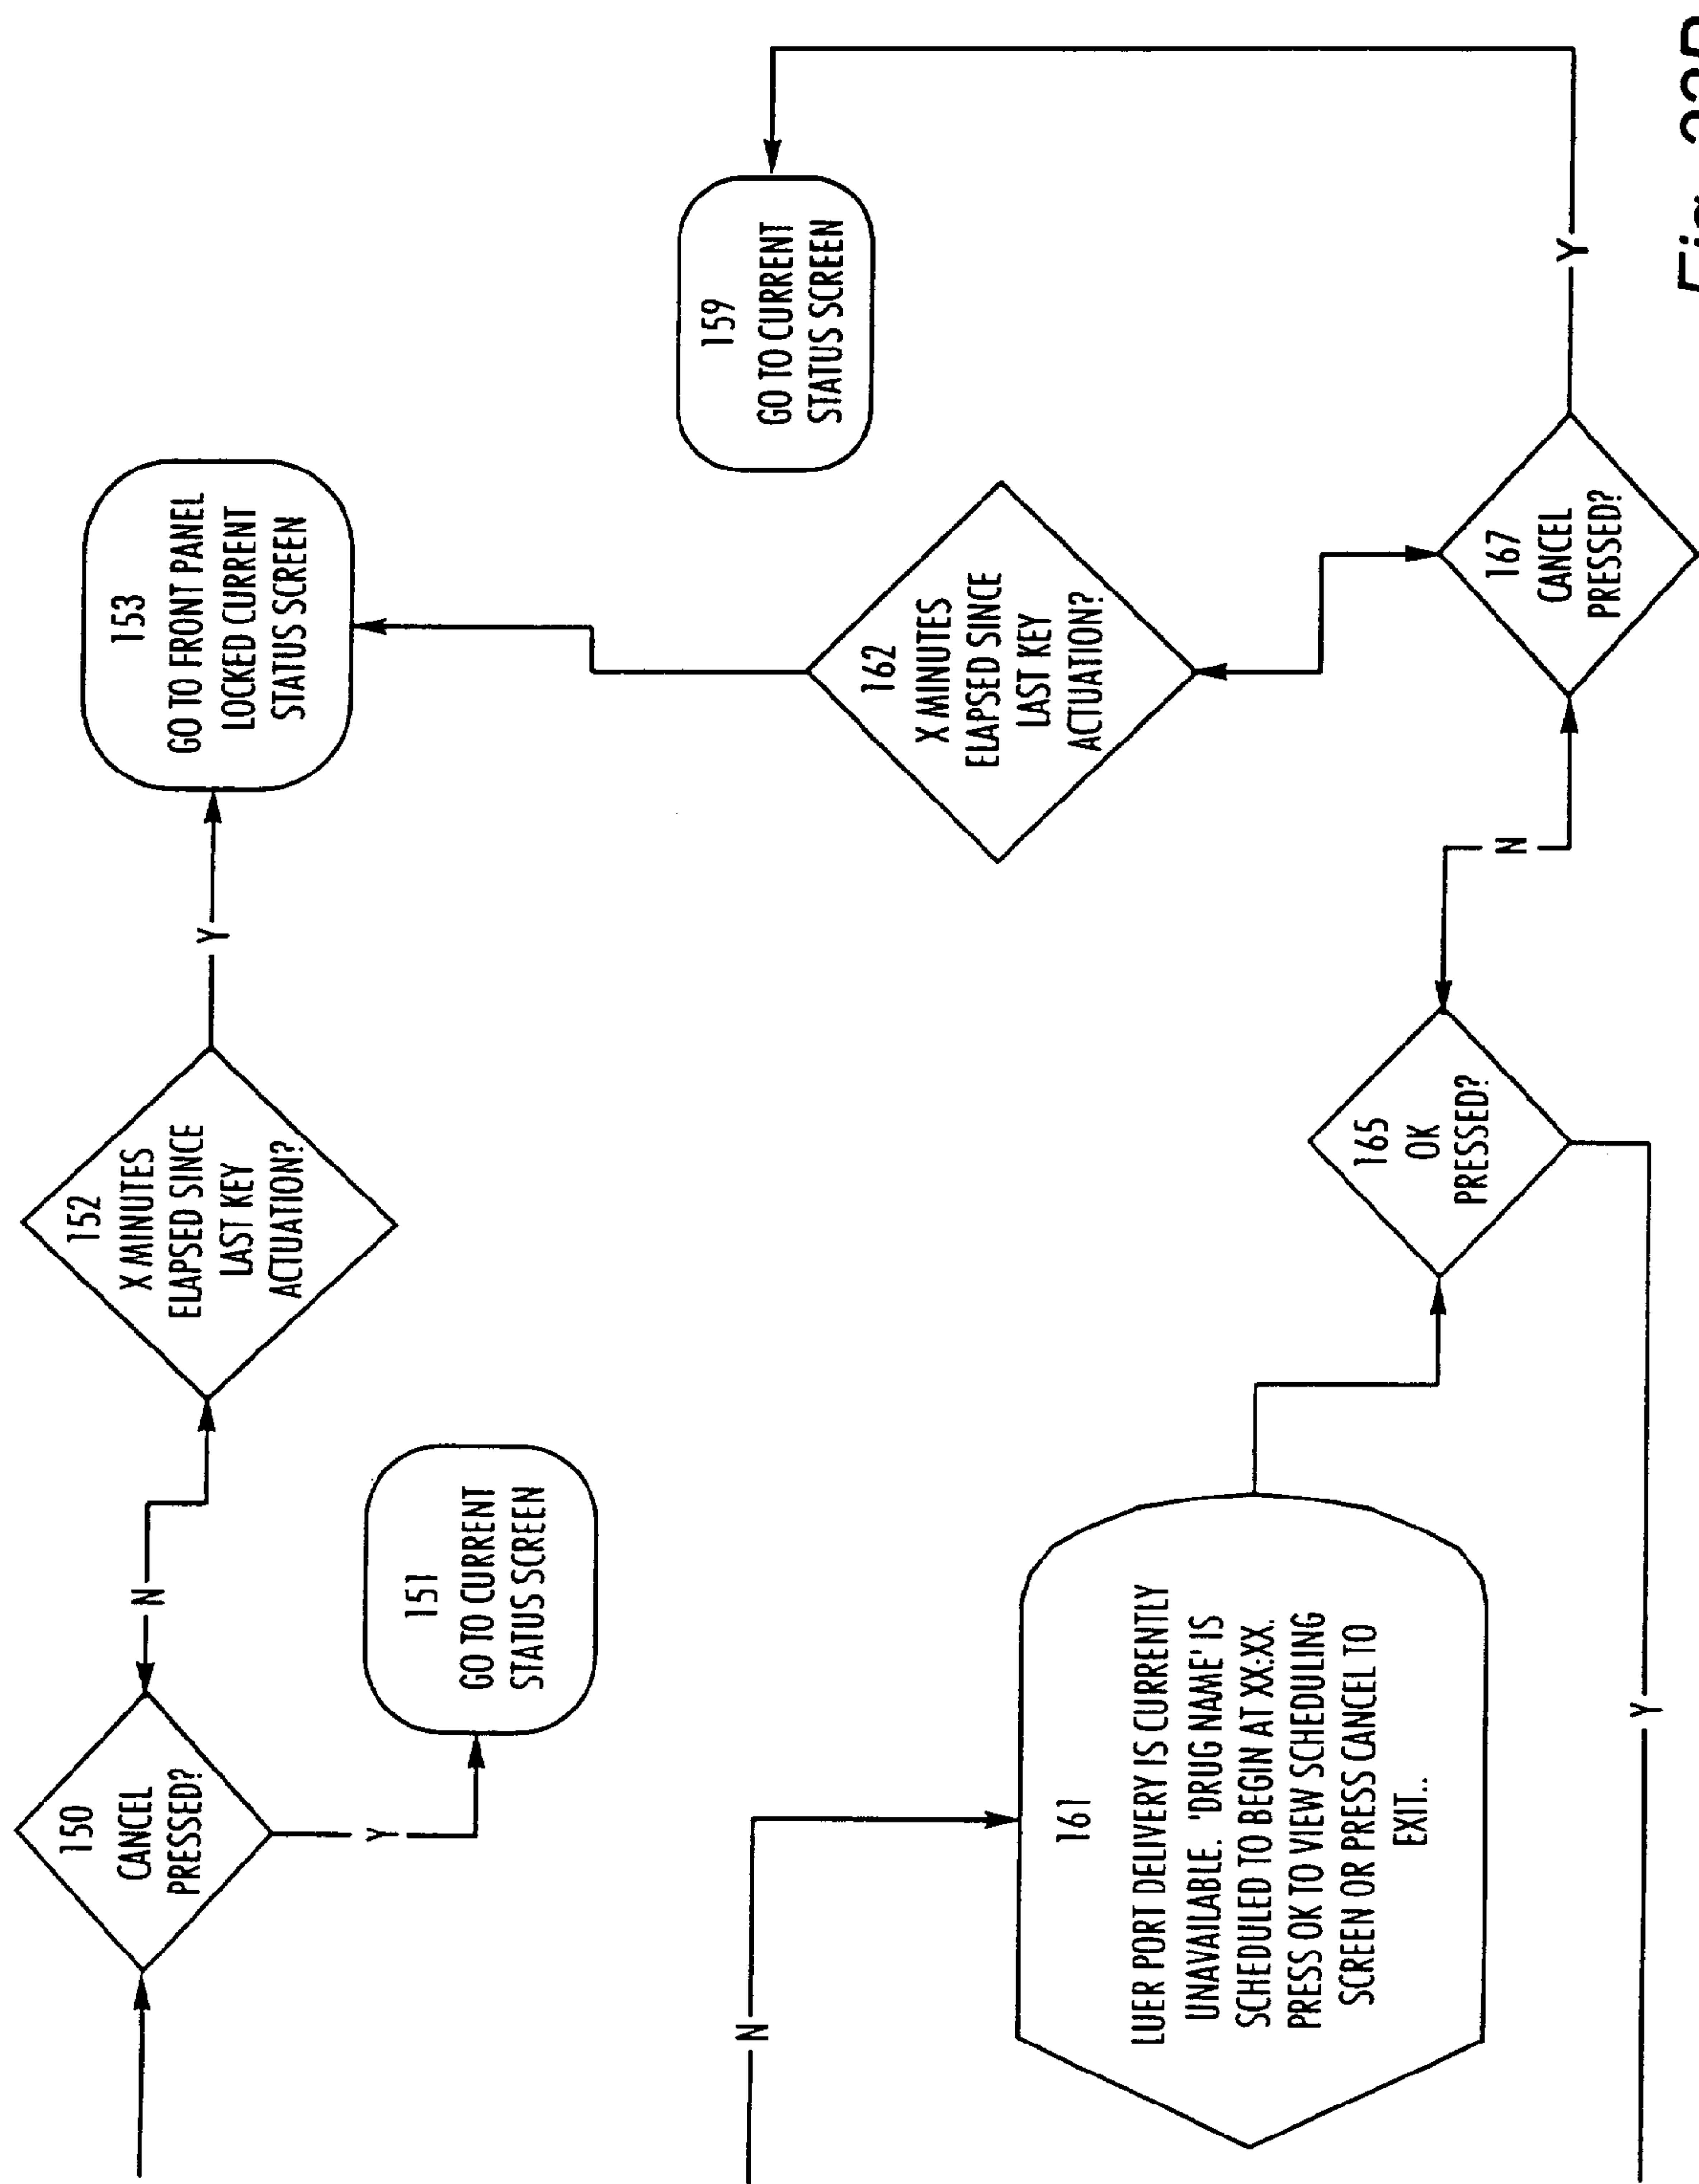 150
CANCEL
PRESSED?
N
152
X MINUTES
ELAPSED SINCE
LAST KEY
ACTUATION?
Y
153
GO TO FRONT PANEL
LOCKED CURRENT
STATUS SCREEN
Y
151
GO TO CURRENT
STATUS SCREEN
N
161
LUER PORT DELIVERY IS CURRENTLY
UNAVAILABLE. 'DRUG NAME' IS
SCHEDULED TO BEGIN AT XX:XX.
PRESS OK TO VIEW SCHEDULING
SCREEN OR PRESS CANCEL TO
EXIT..
162
X MINUTES
ELAPSED SINCE
LAST KEY
ACTUATION?
159
GO TO CURRENT
STATUS SCREEN
165
OK
PRESSED?
N
167
CANCEL
PRESSED?
Y
Y
Fig.